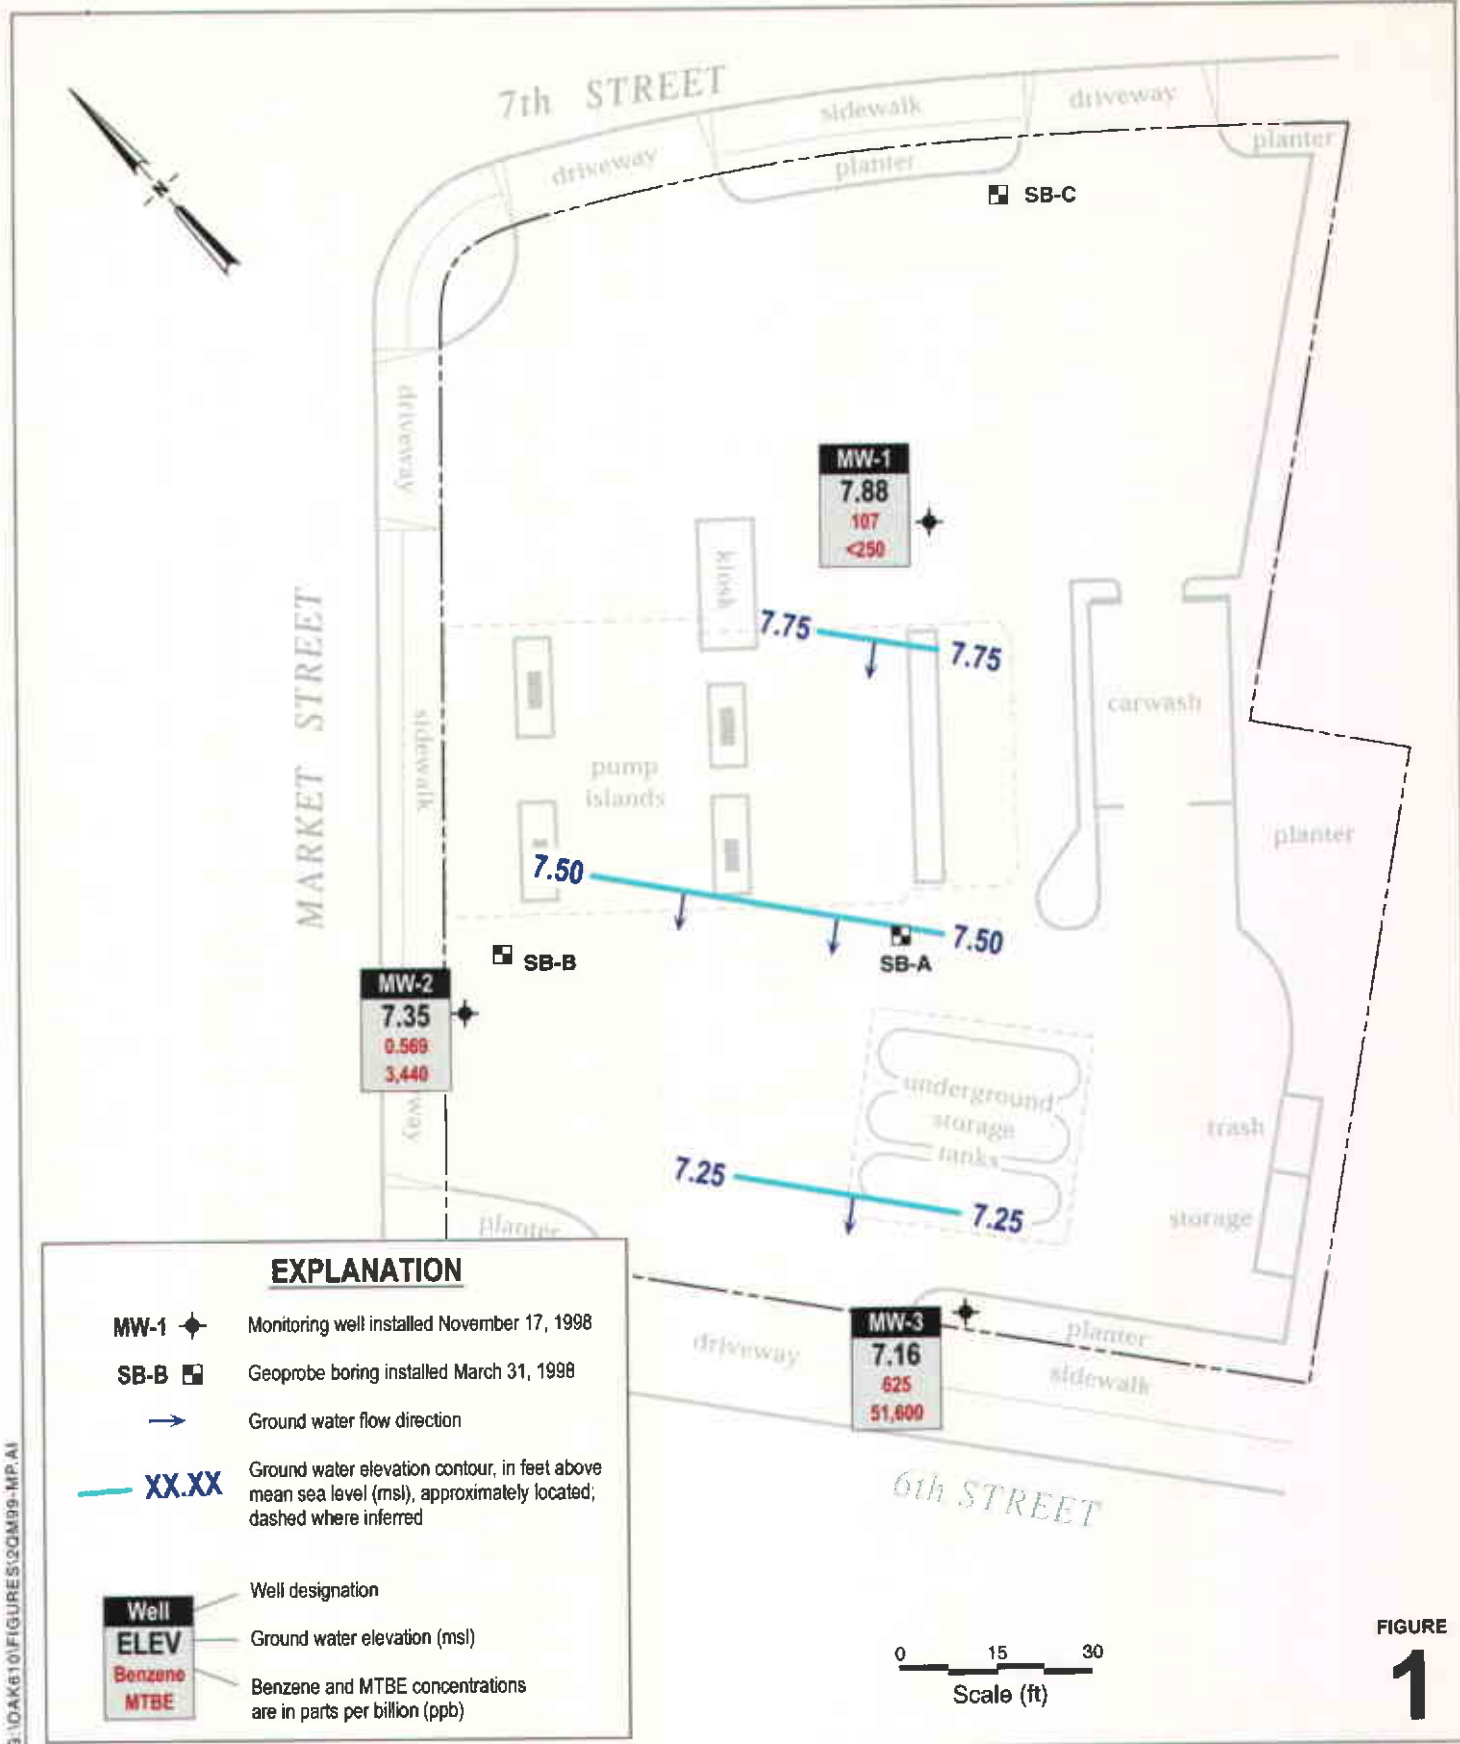 7th STREET
sidewalk
driveway
driveway
planter
planter
SB-C
N
driveway
MW-1
7.88
107
<250
kiosk
MARKET STREET
sidewalk
7.75
7.75
carwash
pump
islands
planter
7.50
7.50
SB-B
SB-A
MW-2
7.35
0.569
3,440
way
underground
storage
tanks
trash
7.25
7.25
storage
planter
MW-3
7.16
625
51,600
driveway
planter
sidewalk
6th STREET
EXPLANATION
MW-1 Monitoring well installed November 17, 1998
SB-B Geoprobe boring installed March 31, 1998
Ground water flow direction
XX.XX
Ground water elevation contour, in feet above
mean sea level (msl), approximately located;
dashed where inferred
Well
ELEV
Benzene
MTBE
Well designation
Ground water elevation (msl)
Benzene and MTBE concentrations
are in parts per billion (ppb)
0 15 30
Scale (ft)
FIGURE
1
G:\OAK610\FIGURES\2QM99-MP.AI